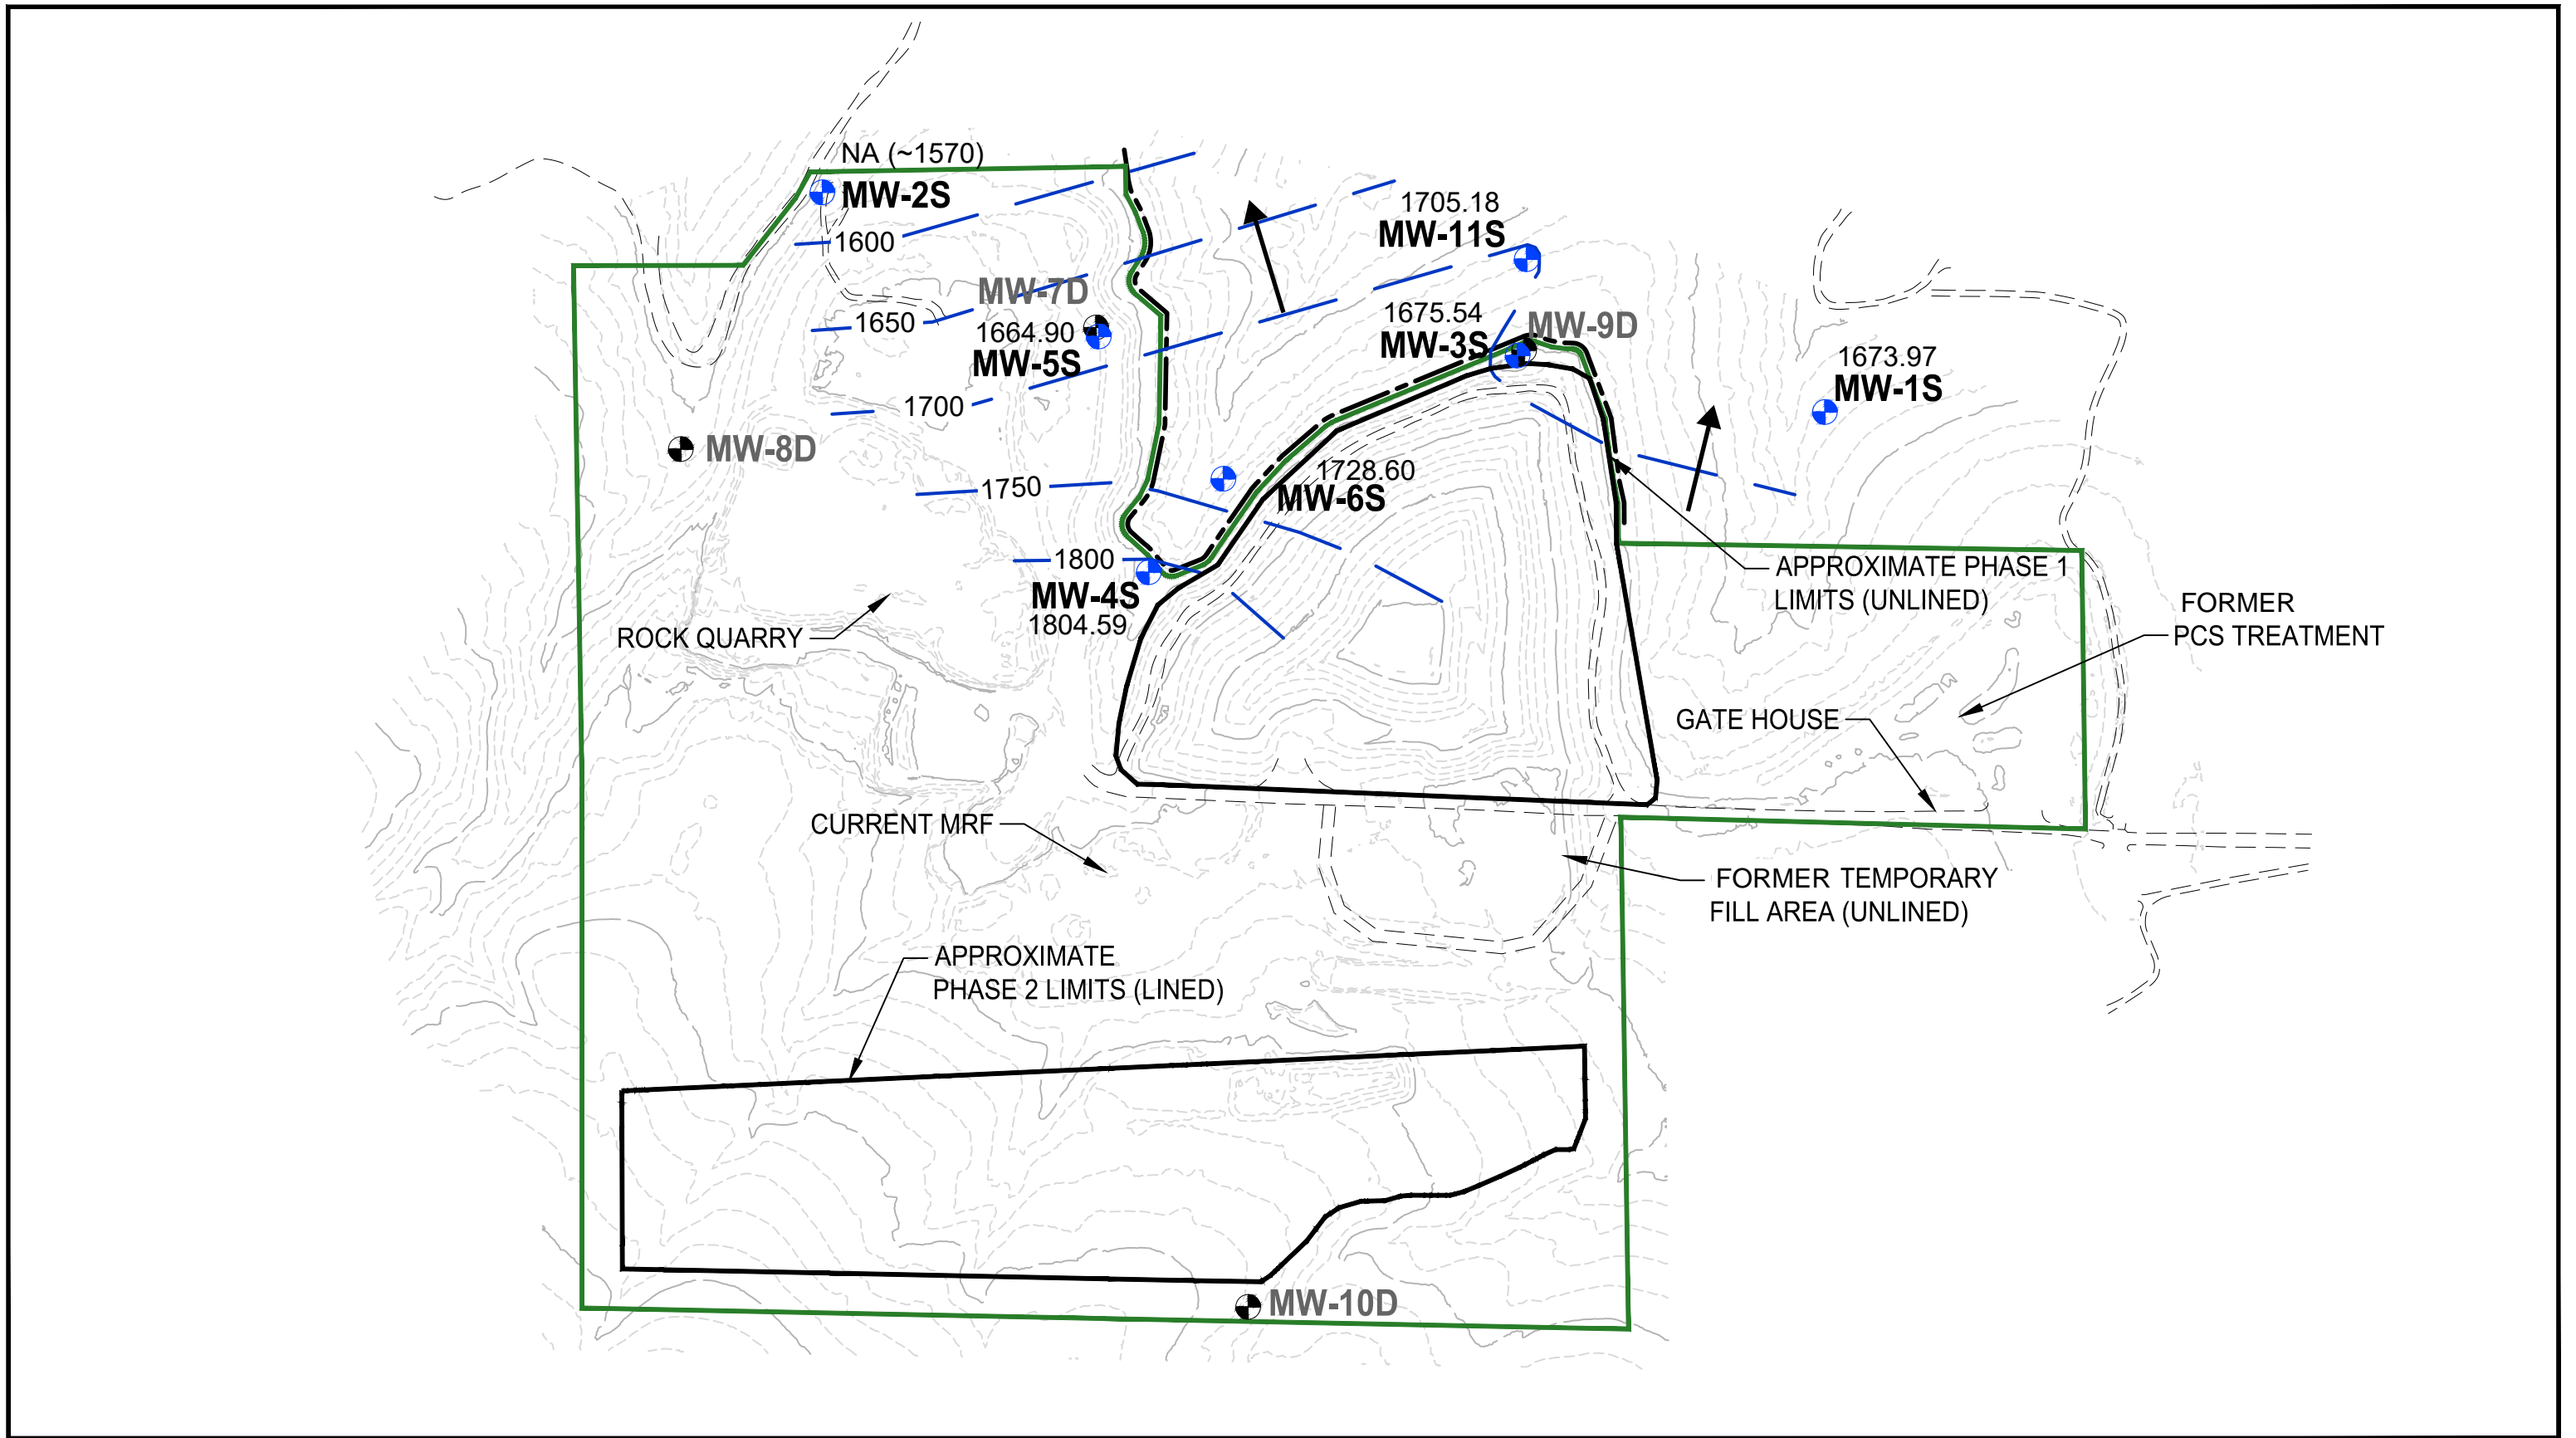 NA (~1570)
MW-2S
1600
1705.18
MW-11S
MW-7D
1650
1664.90
MW-5S
1675.54
MW-3S
MW-9D
1673.97
MW-1S
1700
MW-8D
1750
1728.60
MW-6S
1800
MW-4S
1804.59
APPROXIMATE PHASE 1
LIMITS (UNLINED)
FORMER
PCS TREATMENT
ROCK QUARRY
GATE HOUSE
CURRENT MRF
FORMER TEMPORARY
FILL AREA (UNLINED)
APPROXIMATE
PHASE 2 LIMITS (LINED)
MW-10D